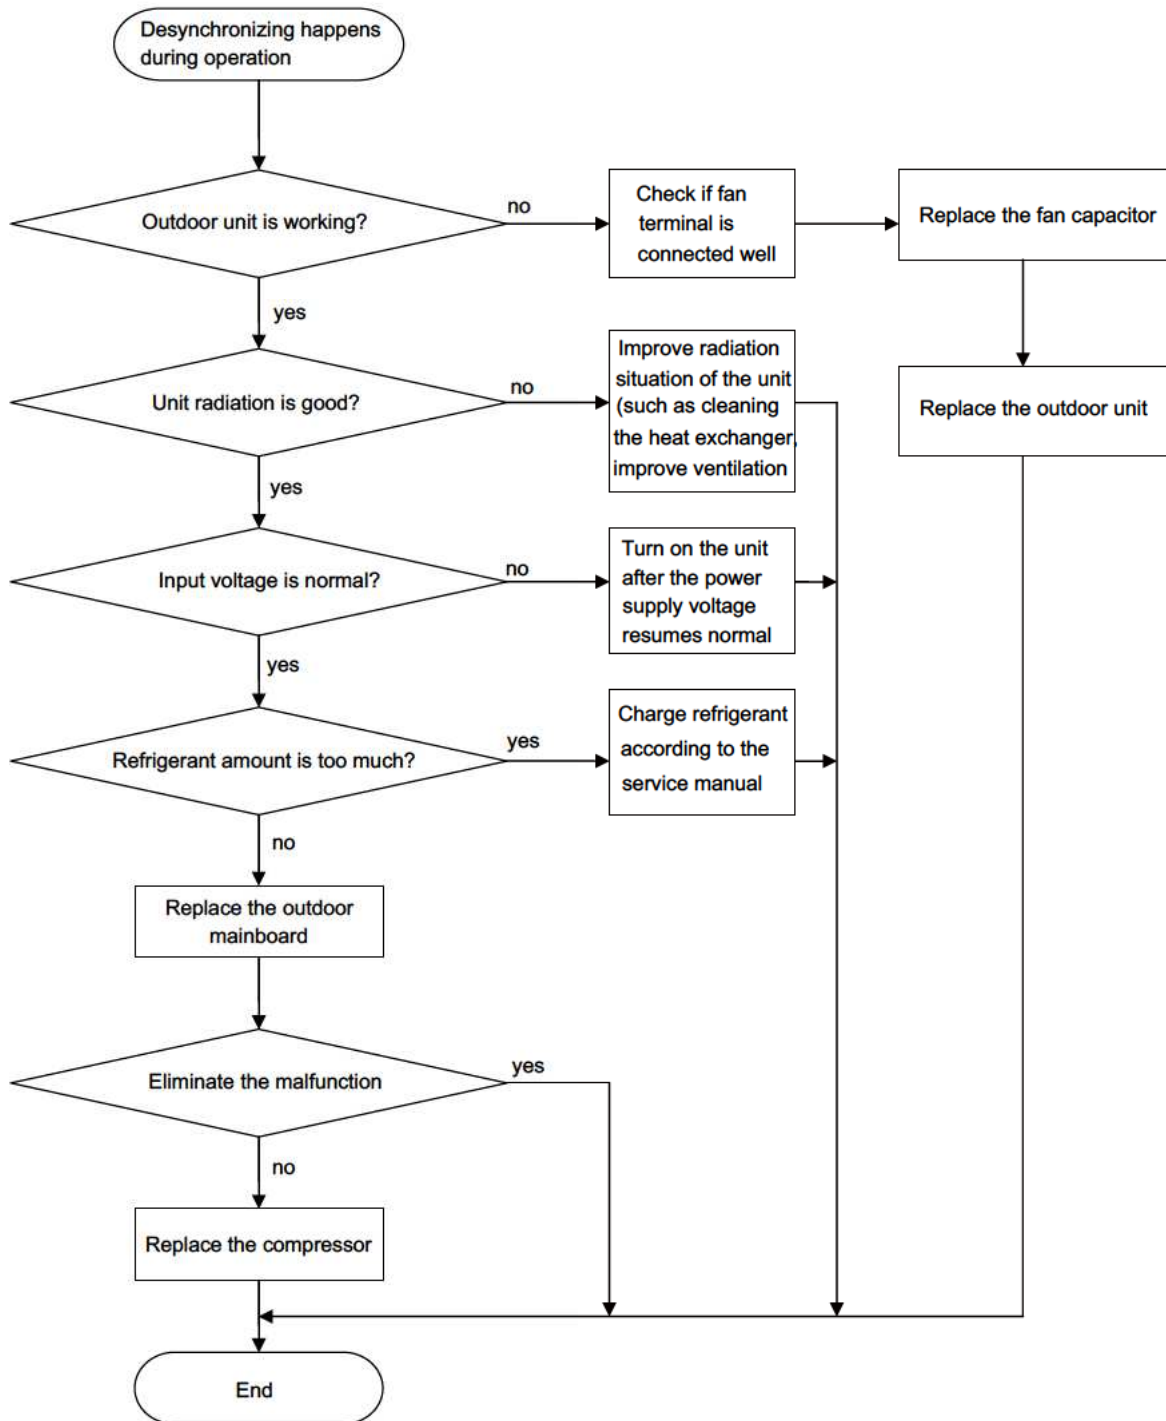 Desynchronizing happens
during operation
Outdoor unit is working?
no
Check if fan
terminal is
connected well
Replace the fan capacitor
yes
Unit radiation is good?
no
Improve radiation
situation of the unit
(such as cleaning
the heat exchanger,
improve ventilation
Replace the outdoor unit
yes
Input voltage is normal?
no
Turn on the unit
after the power
supply voltage
resumes normal
yes
Refrigerant amount is too much?
yes
Charge refrigerant
according to the
service manual
no
Replace the outdoor
mainboard
Eliminate the malfunction
yes
no
Replace the compressor
End